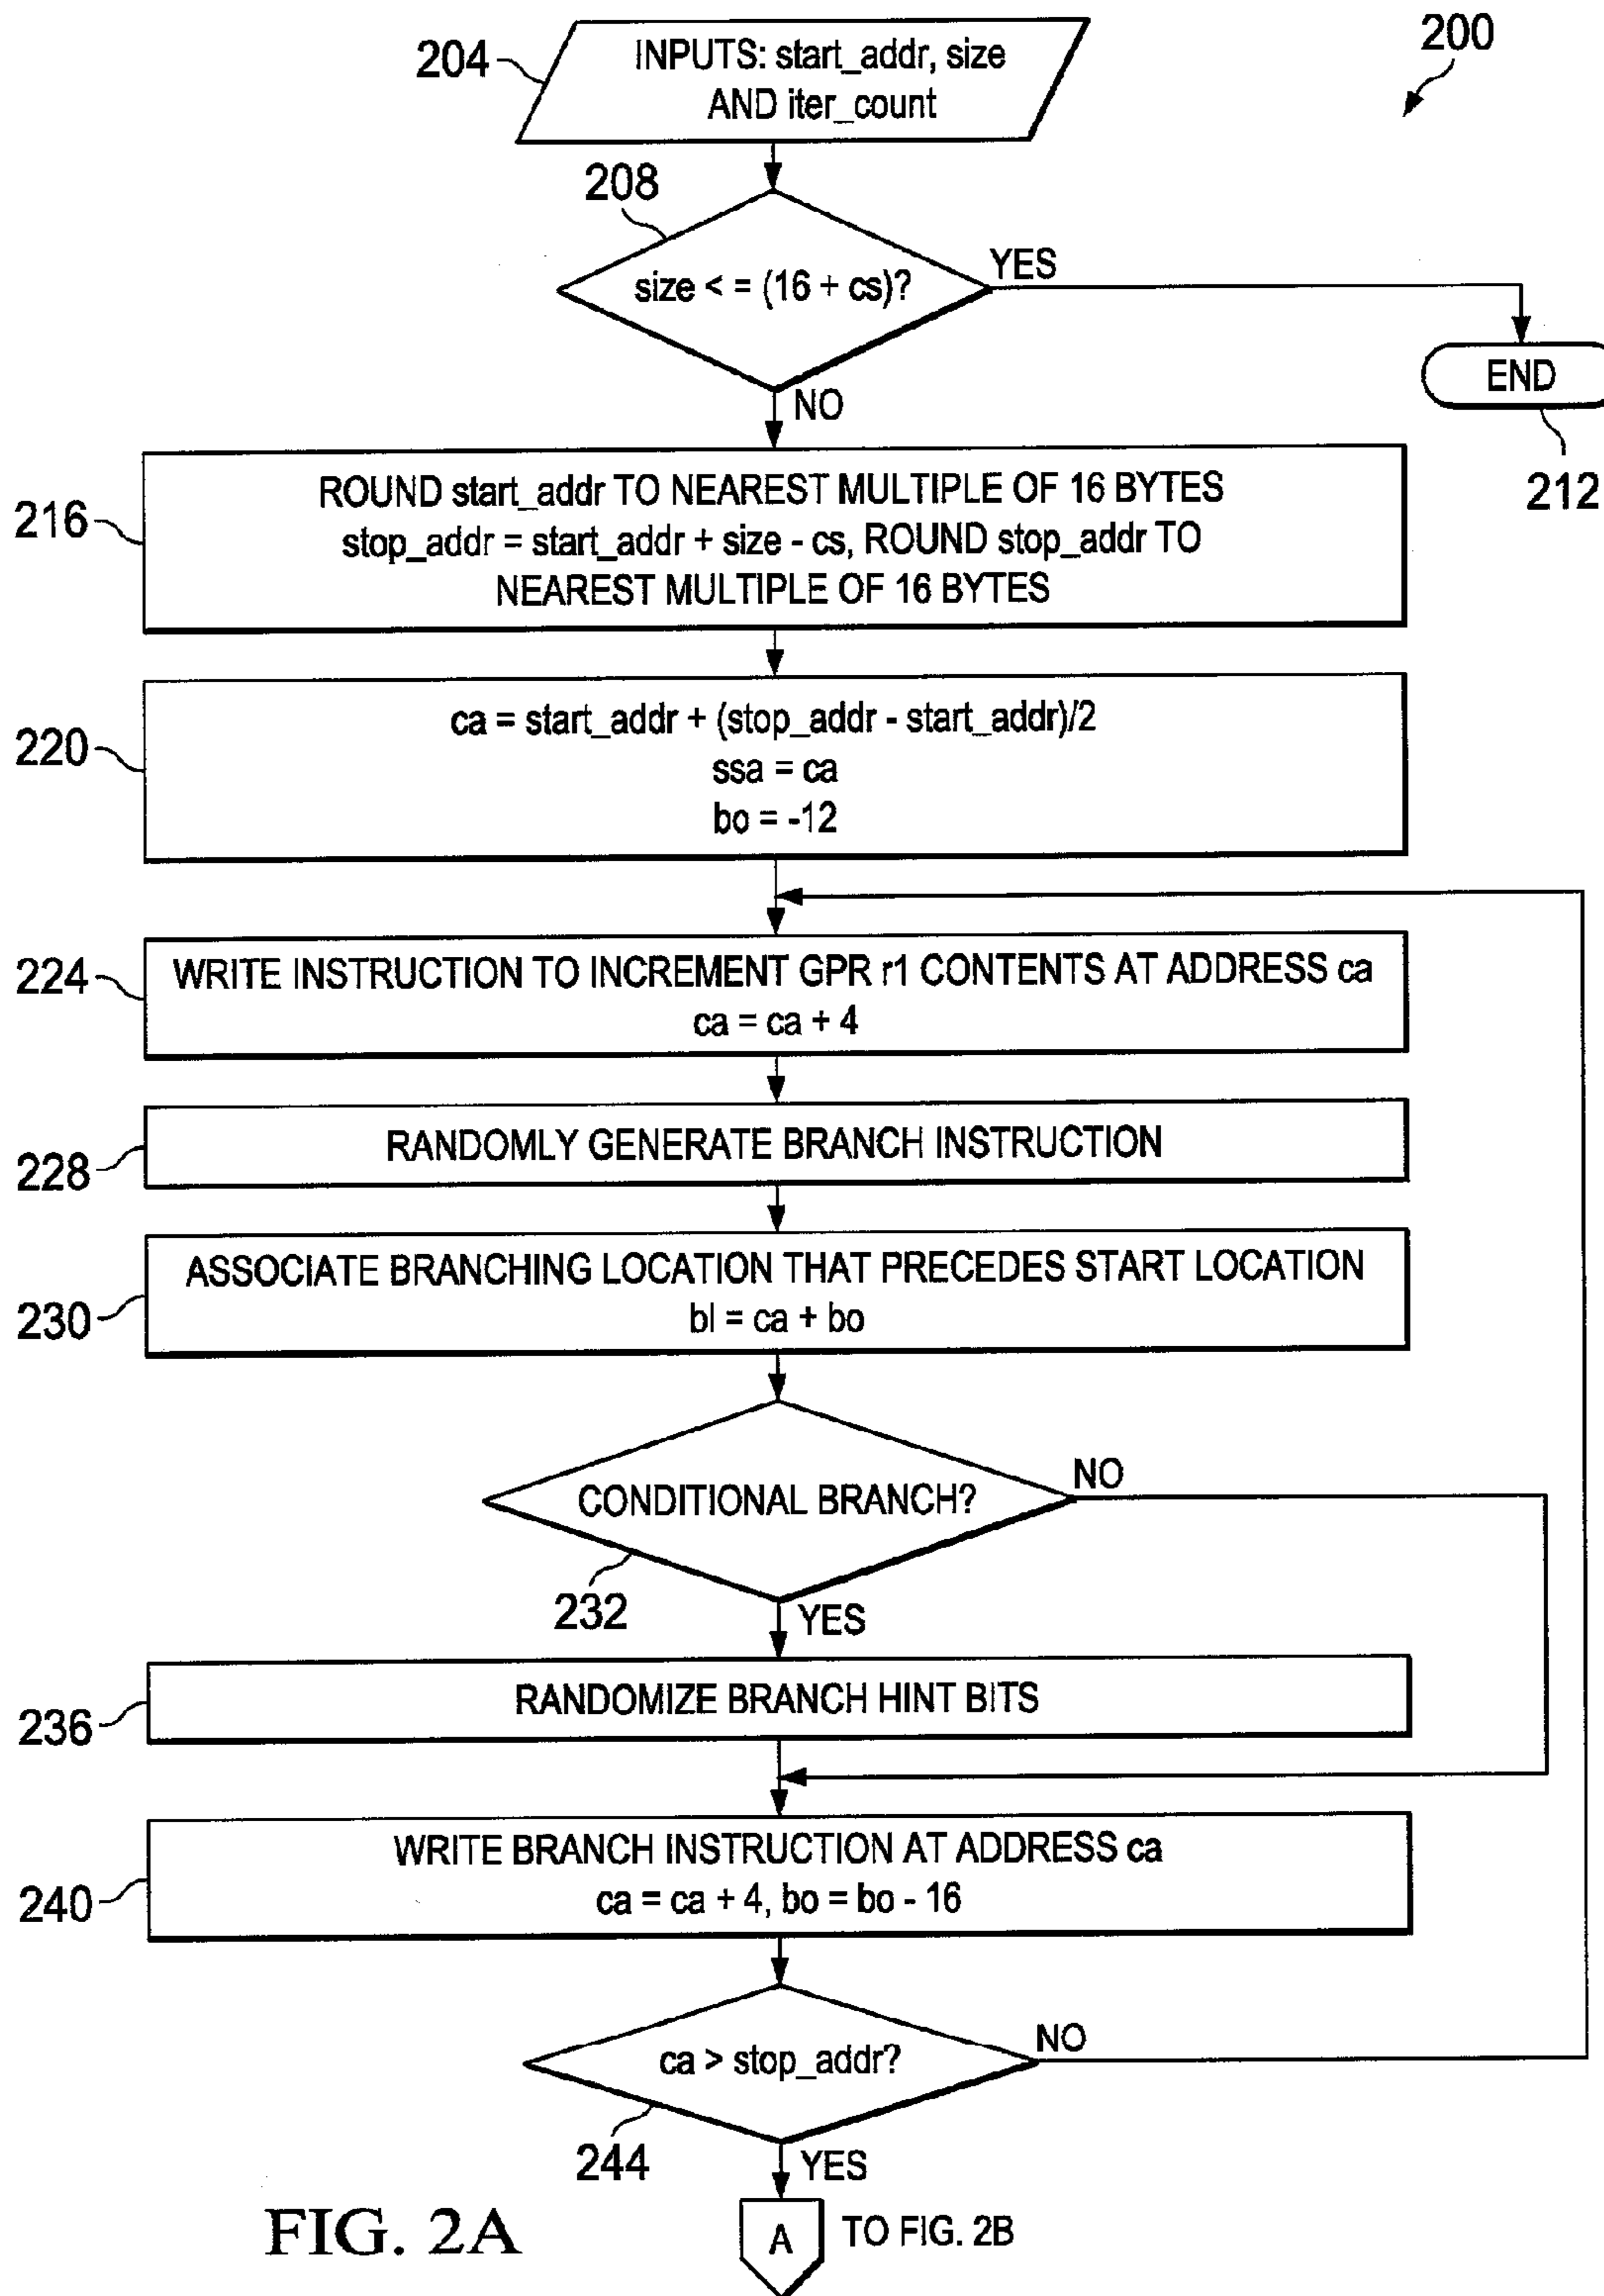 200
204
INPUTS: start_addr, size
AND iter_count
208
size < = (16 + cs)?
YES
END
212
NO
216
ROUND start_addr TO NEAREST MULTIPLE OF 16 BYTES
stop_addr = start_addr + size - cs, ROUND stop_addr TO
NEAREST MULTIPLE OF 16 BYTES
220
ca = start_addr + (stop_addr - start_addr)/2
ssa = ca
bo = -12
224
WRITE INSTRUCTION TO INCREMENT GPR r1 CONTENTS AT ADDRESS ca
ca = ca + 4
228
RANDOMLY GENERATE BRANCH INSTRUCTION
230
ASSOCIATE BRANCHING LOCATION THAT PRECEDES START LOCATION
bl = ca + bo
CONDITIONAL BRANCH?
NO
232
YES
236
RANDOMIZE BRANCH HINT BITS
240
WRITE BRANCH INSTRUCTION AT ADDRESS ca
ca = ca + 4, bo = bo - 16
ca > stop_addr?
NO
244
YES
A
TO FIG. 2B
FIG. 2A